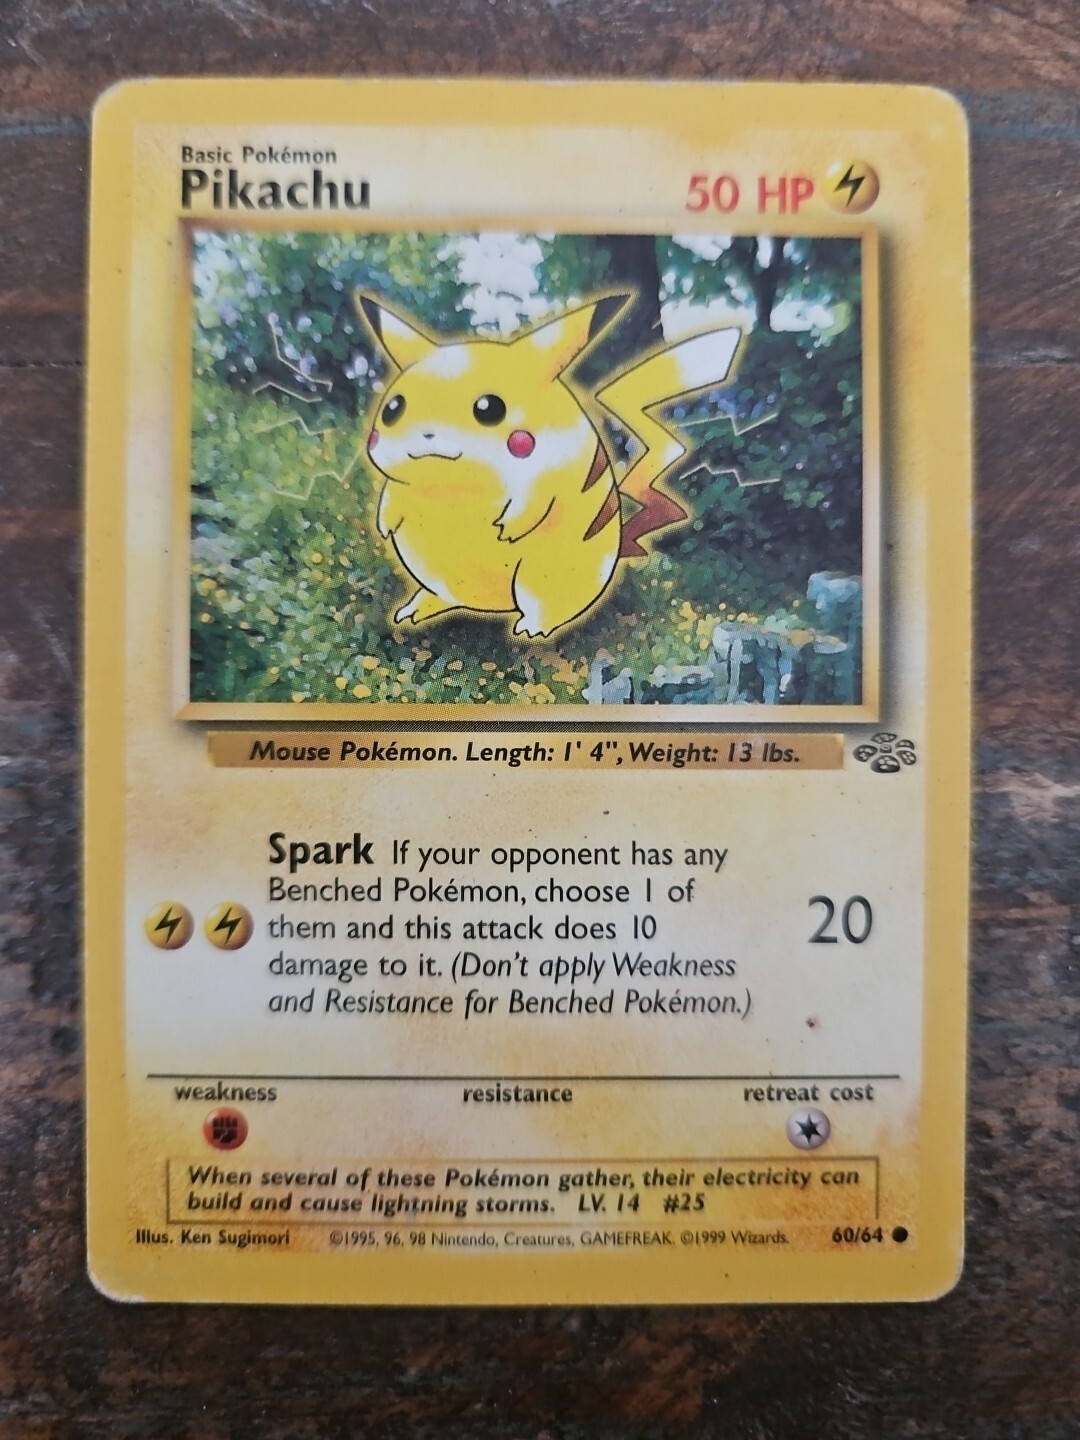 Basic Pokémon
Pikachu
50 HP
Mouse Pokémon. Length: 1' 4", Weight: 13 lbs.
Spark If your opponent has any
Benched Pokémon, choose 1 of
them and this attack does 10
damage to it. (Don't apply Weakness
and Resistance for Benched Pokémon.)
20
weakness resistance retreat cost
When several of these Pokémon gather, their electricity can
build and cause lightning storms. LV. 14 #25
Illus. Ken Sugimori ©1995, 96, 98 Nintendo, Creatures, GAMEFREAK. ©1999 Wizards. 60/64